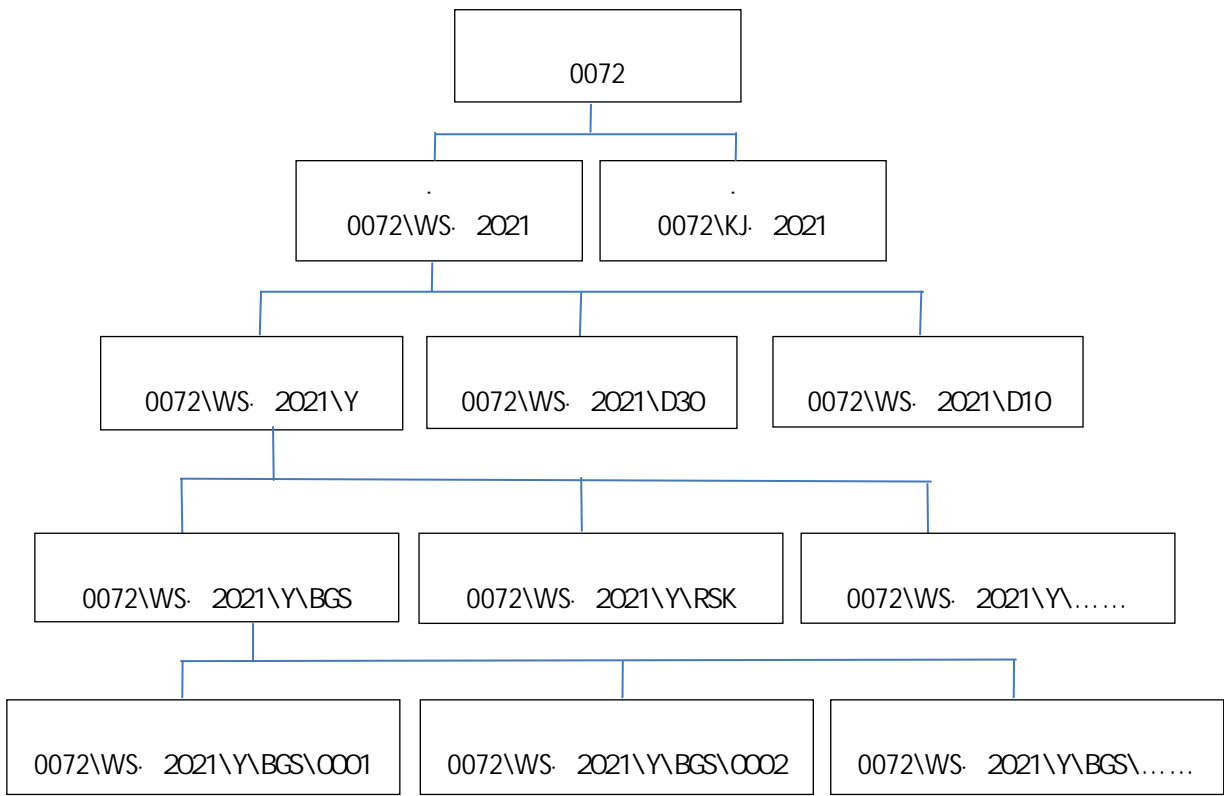 0072
·
0072\WS· 2021
·
0072\KJ· 2021
0072\WS· 2021\Y
0072\WS· 2021\D30
0072\WS· 2021\D10
0072\WS· 2021\Y\BGS
0072\WS· 2021\Y\RSK
0072\WS· 2021\Y\……
0072\WS· 2021\Y\BGS\0001
0072\WS· 2021\Y\BGS\0002
0072\WS· 2021\Y\BGS\……